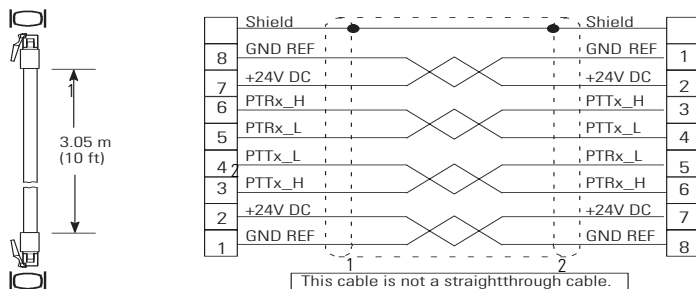 Shield Shield
8 GND REF GND REF 1
7 +24V DC +24V DC 2
6 PTRx_H PTTx_H 3
5 PTRx_L PTTx_L 4
4 PTTx_L PTRx_L 5
3 PTTx_H PTRx_H 6
2 +24V DC +24V DC 7
1 GND REF GND REF 8
1
3.05 m
(10 ft)
2
1 2
This cable is not a straightthrough cable.